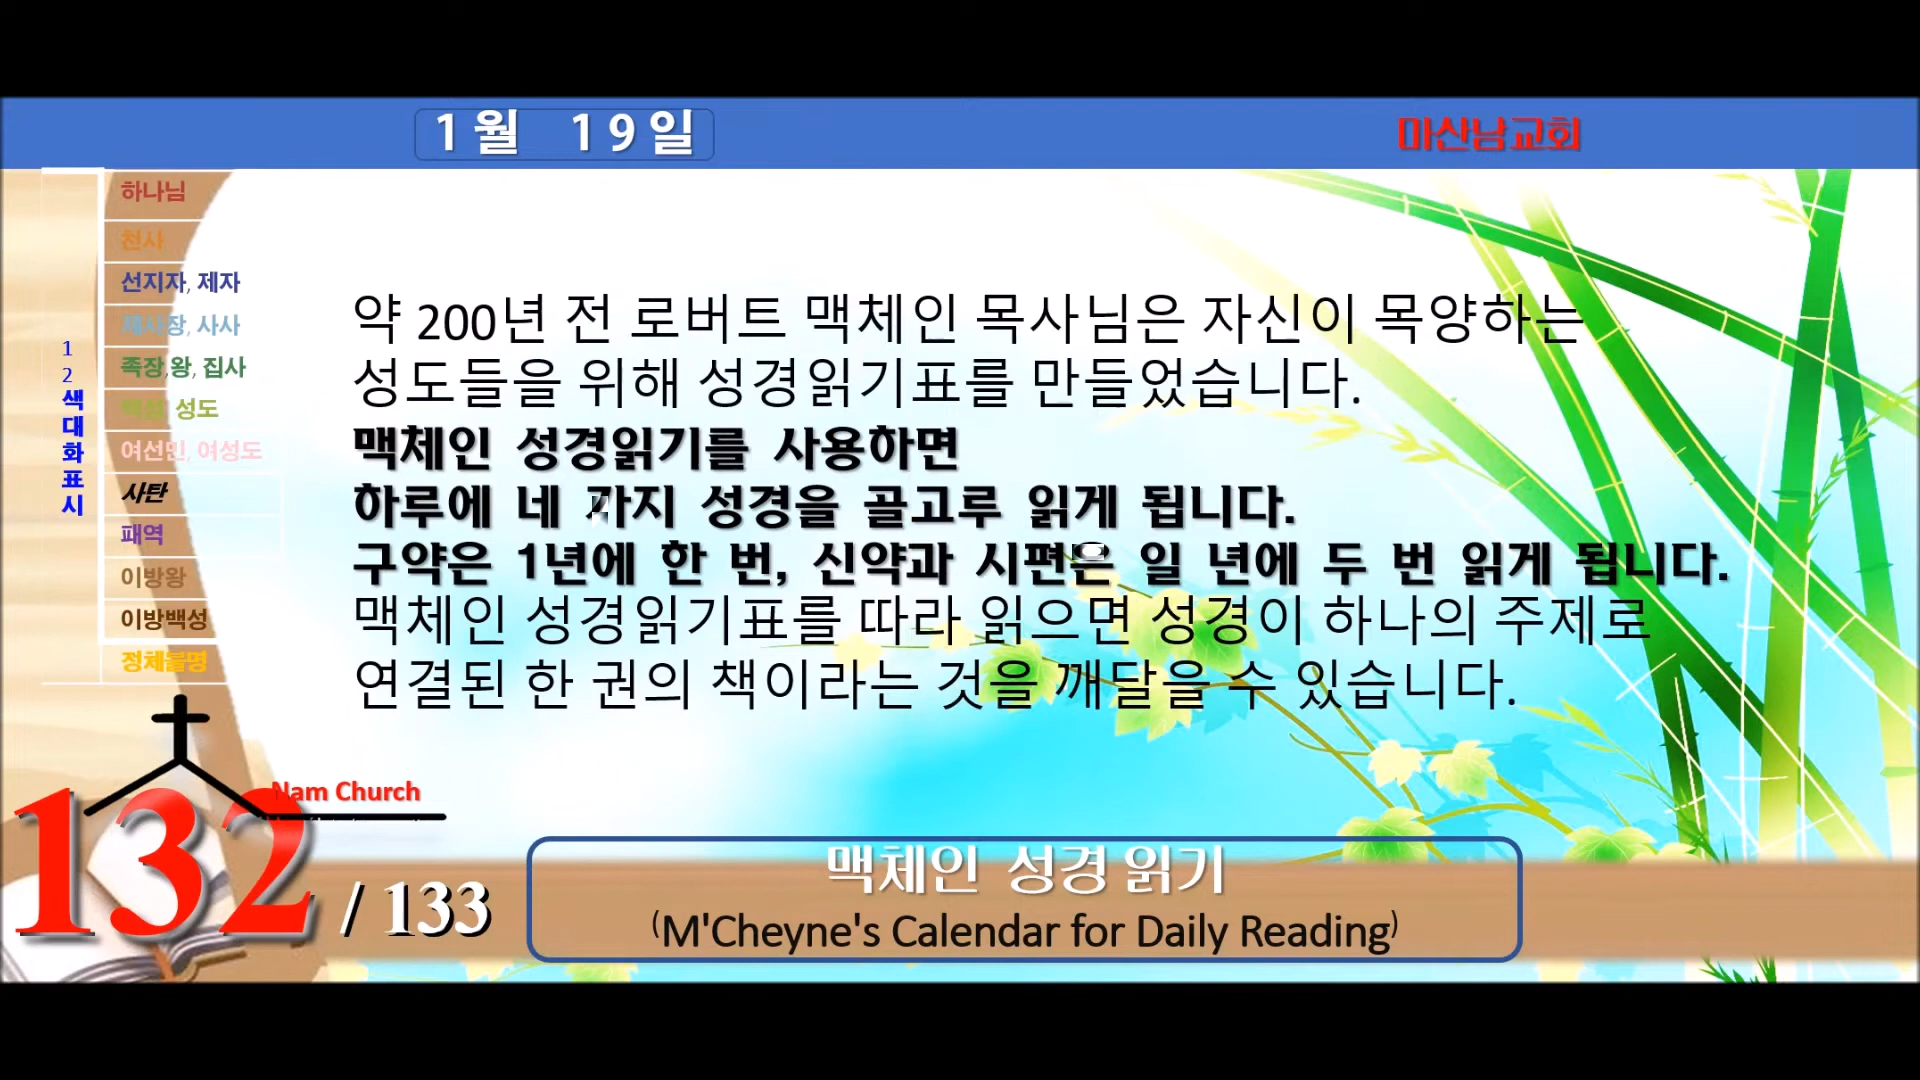 1월 19일
마산남교회
12색대화표시
하나님
천사
선지자, 제자
제사장, 사사
족장,왕, 집사
백성, 성도
여선민, 여성도
사탄
패역
이방왕
이방백성
정체불명
약 200년 전 로버트 맥체인 목사님은 자신이 목양하는
성도들을 위해 성경읽기표를 만들었습니다.
맥체인 성경읽기를 사용하면
하루에 네 가지 성경을 골고루 읽게 됩니다.
구약은 1년에 한 번, 신약과 시편은 일 년에 두 번 읽게 됩니다.
맥체인 성경읽기표를 따라 읽으면 성경이 하나의 주제로
연결된 한 권의 책이라는 것을 깨달을 수 있습니다.
Nam Church
132 / 133
맥체인 성경 읽기
(M'Cheyne's Calendar for Daily Reading)